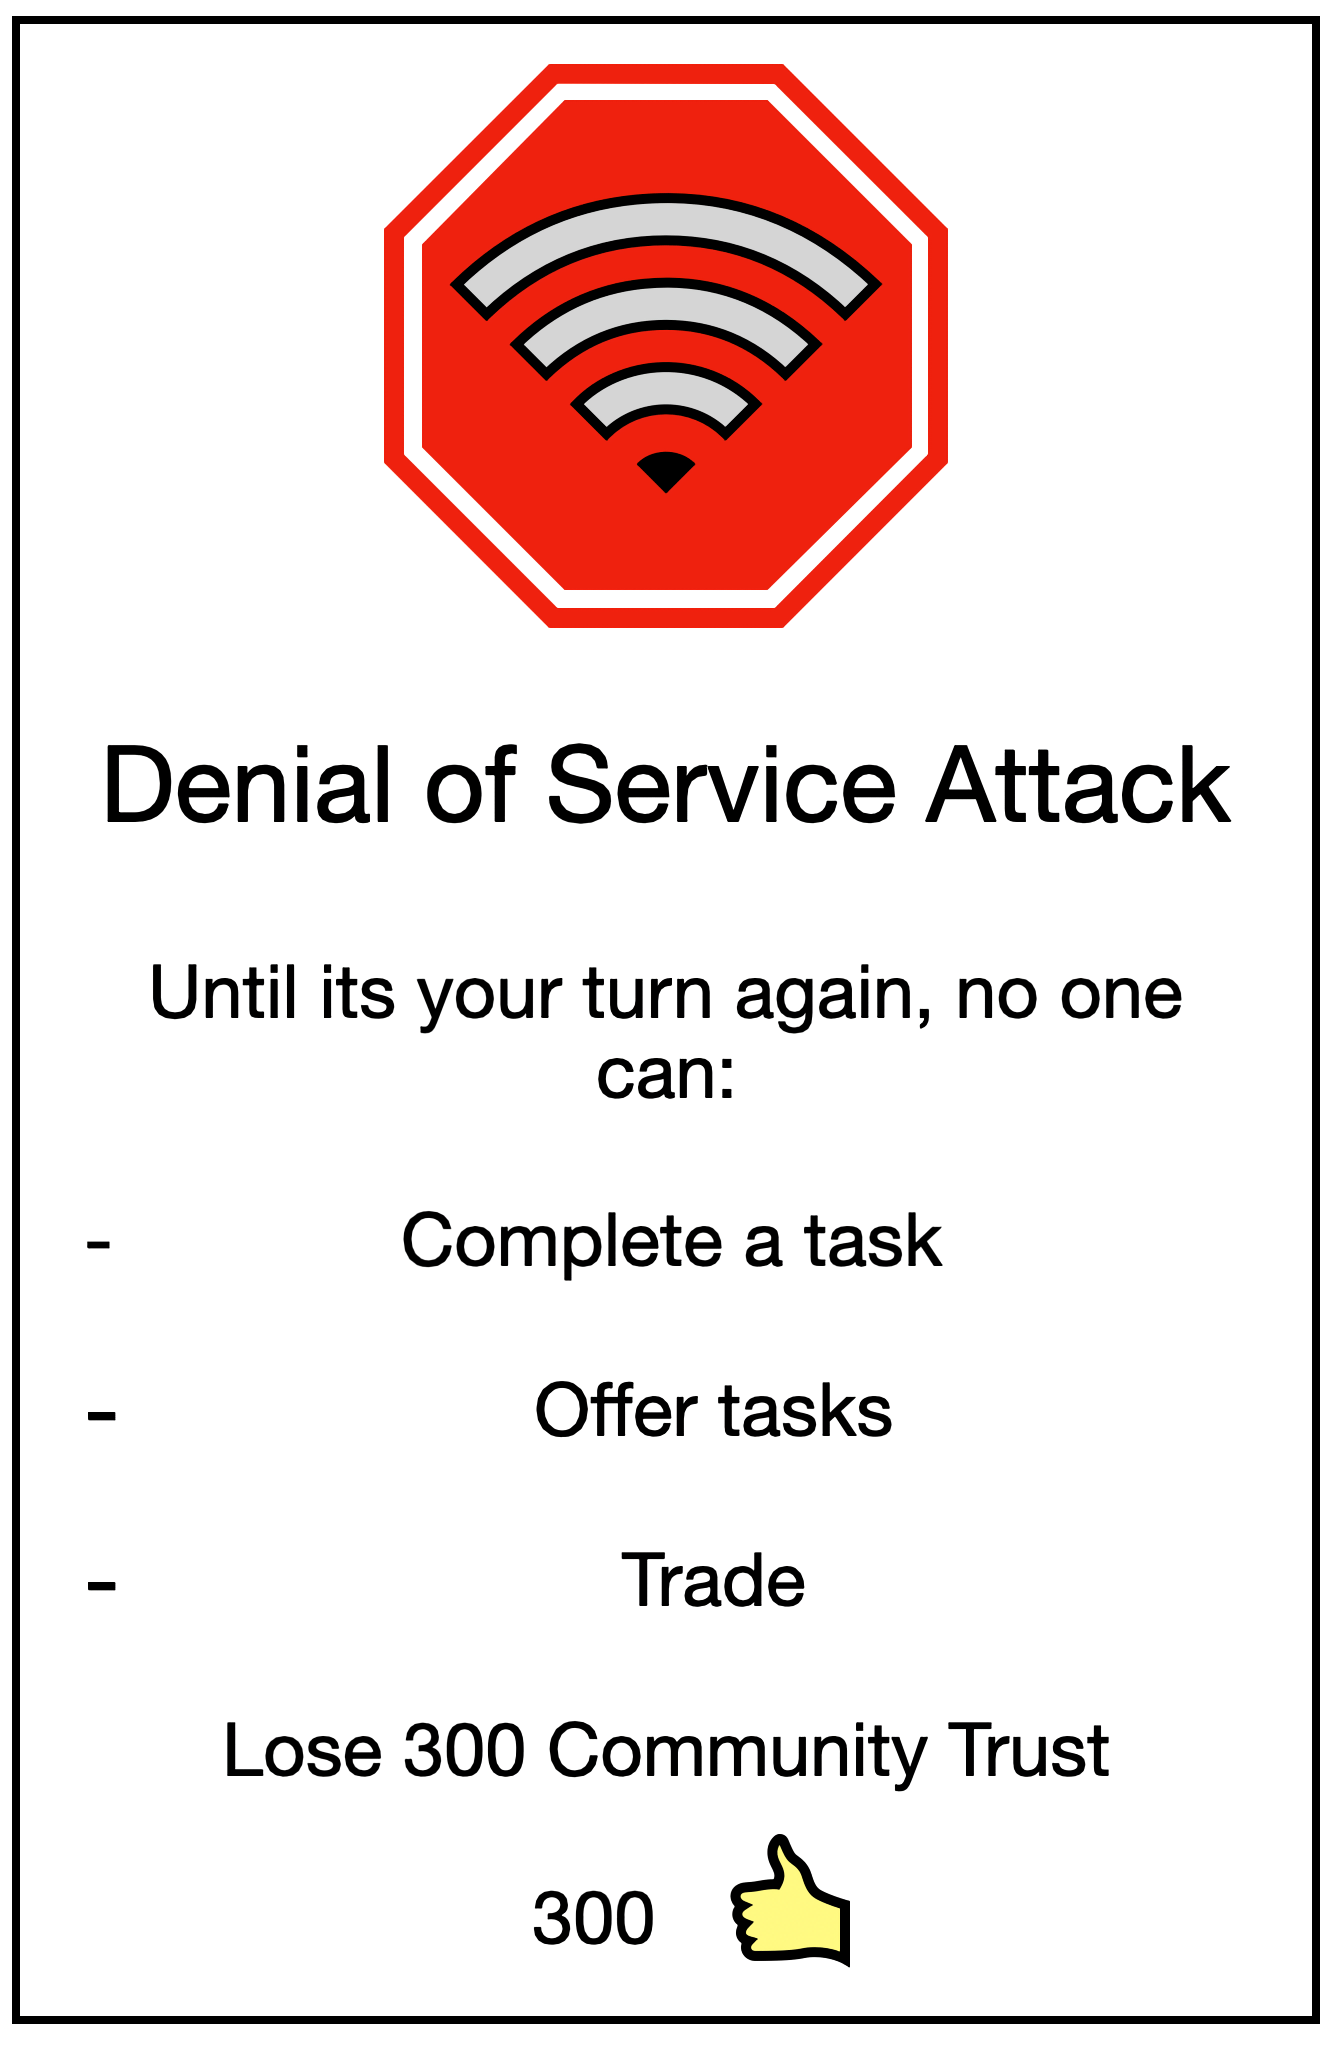 Denial of Service Attack
Until its your turn again, no one
can:
- Complete a task
- Offer tasks
- Trade
Lose 300 Community Trust
300